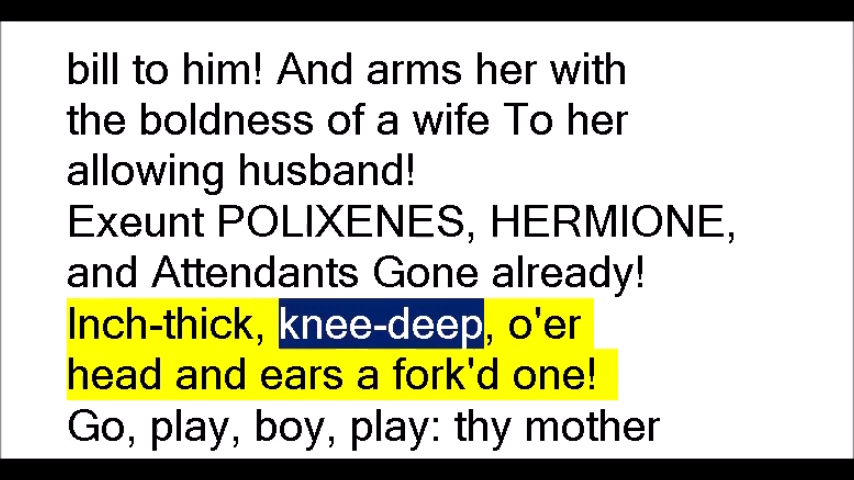 bill to him! And arms her with
the boldness of a wife To her
allowing husband!
Exeunt POLIXENES, HERMIONE,
and Attendants Gone already!
Inch-thick, knee-deep, o'er
head and ears a fork'd one!
Go, play, boy, play: thy mother